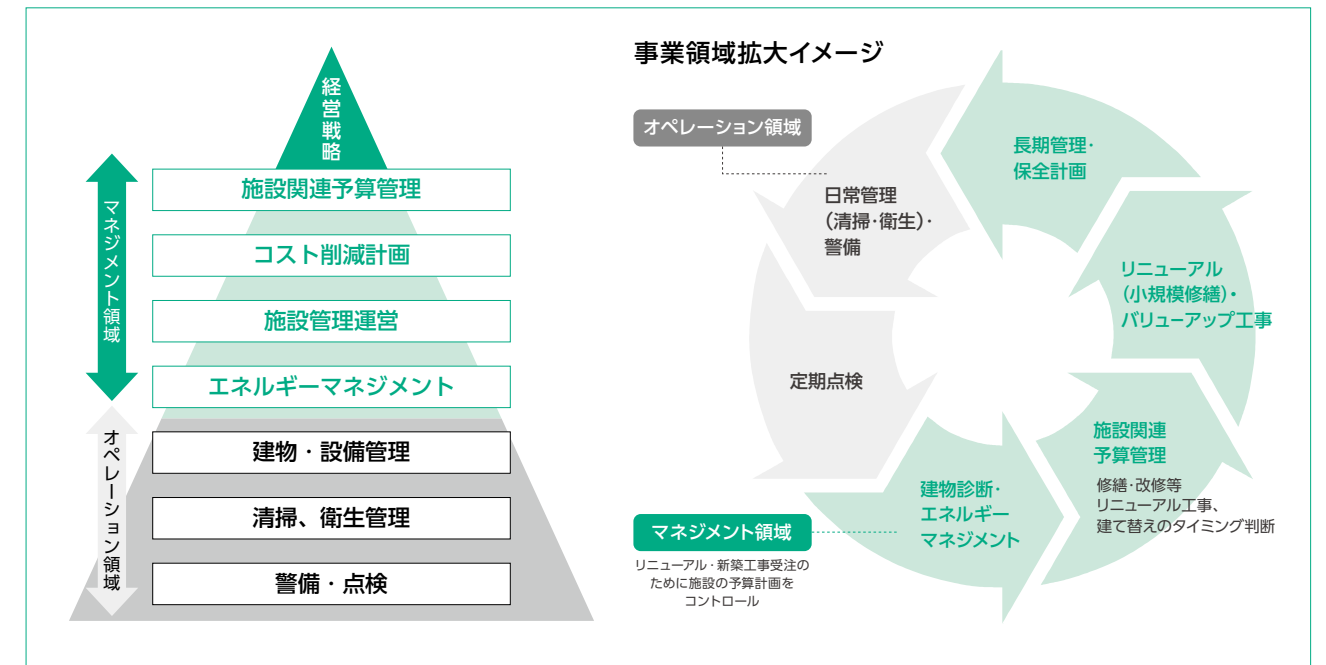 経営戦略
マネジメント領域
施設関連予算管理
コスト削減計画
施設管理運営
エネルギーマネジメント
オペレーション領域
建物・設備管理
清掃、衛生管理
警備・点検
事業領域拡大イメージ
オペレーション領域
日常管理
(清掃・衛生)・
警備
定期点検
長期管理・
保全計画
リニューアル
(小規模修繕)・
バリューアップ工事
施設関連
予算管理
修繕・改修等
リニューアル工事、
建て替えのタイミング判断
建物診断・
エネルギー
マネジメント
マネジメント領域
リニューアル・新築工事受注の
ために施設の予算計画を
コントロール